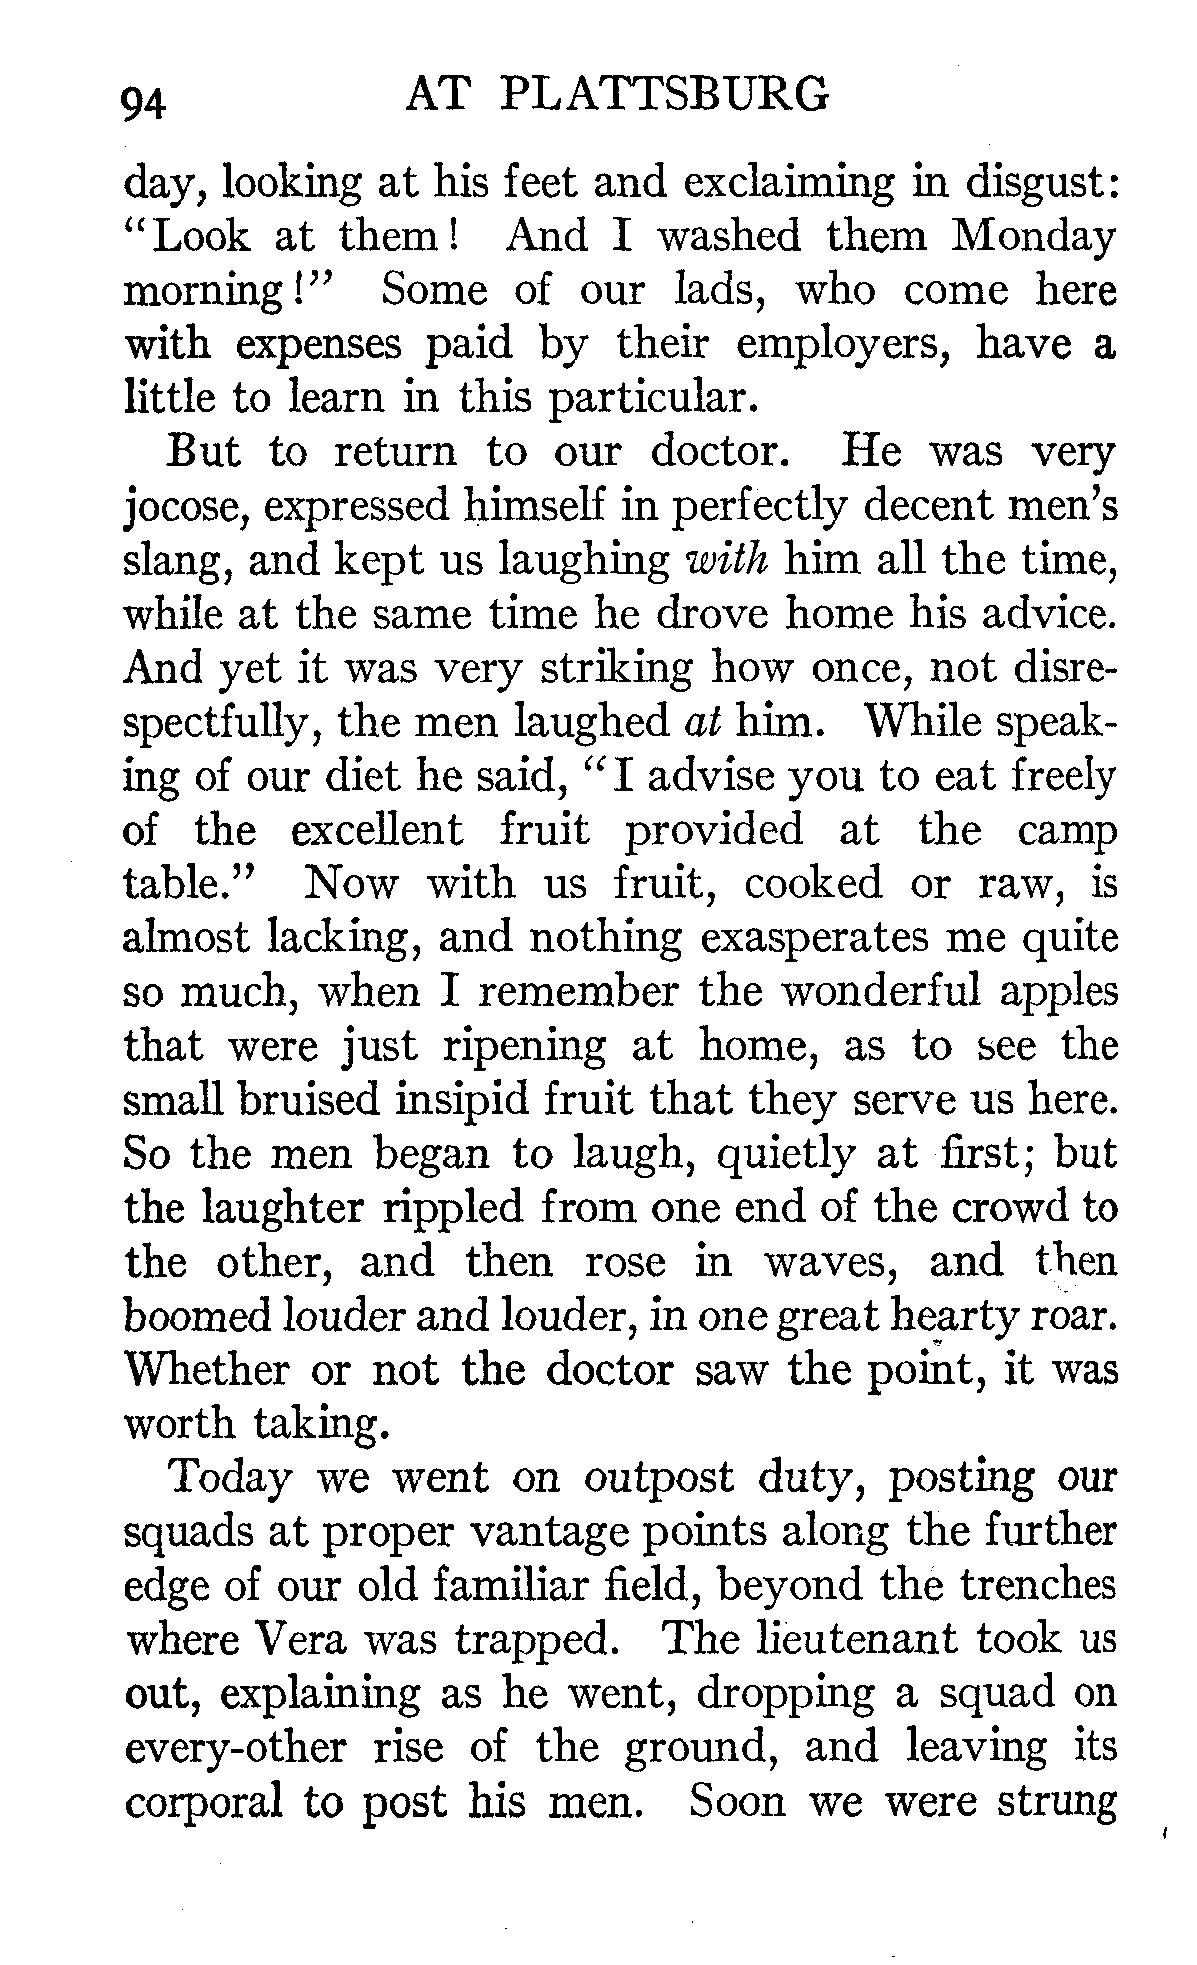 94 AT PLATTSBURG
day, looking at his feet and exclaiming in disgust:
"Look at them! And I washed them Monday
morning!" Some of our lads, who come here
with expenses paid by their employers, have a
little to learn in this particular.
But to return to our doctor. He was very
jocose, expressed himself in perfectly decent men's
slang, and kept us laughing with him all the time,
while at the same time he drove home his advice.
And yet it was very striking how once, not disre-
spectfully, the men laughed at him. While speak-
ing of our diet he said, "I advise you to eat freely
of the excellent fruit provided at the camp
table." Now with us fruit, cooked or raw, is
almost lacking, and nothing exasperates me quite
so much, when I remember the wonderful apples
that were just ripening at home, as to see the
small bruised insipid fruit that they serve us here.
So the men began to laugh, quietly at first; but
the laughter rippled from one end of the crowd to
the other, and then rose in waves, and then
boomed louder and louder, in one great hearty roar.
Whether or not the doctor saw the point, it was
worth taking.
Today we went on outpost duty, posting our
squads at proper vantage points along the further
edge of our old familiar field, beyond the trenches
where Vera was trapped. The lieutenant took us
out, explaining as he went, dropping a squad on
every-other rise of the ground, and leaving its
corporal to post his men. Soon we were strung